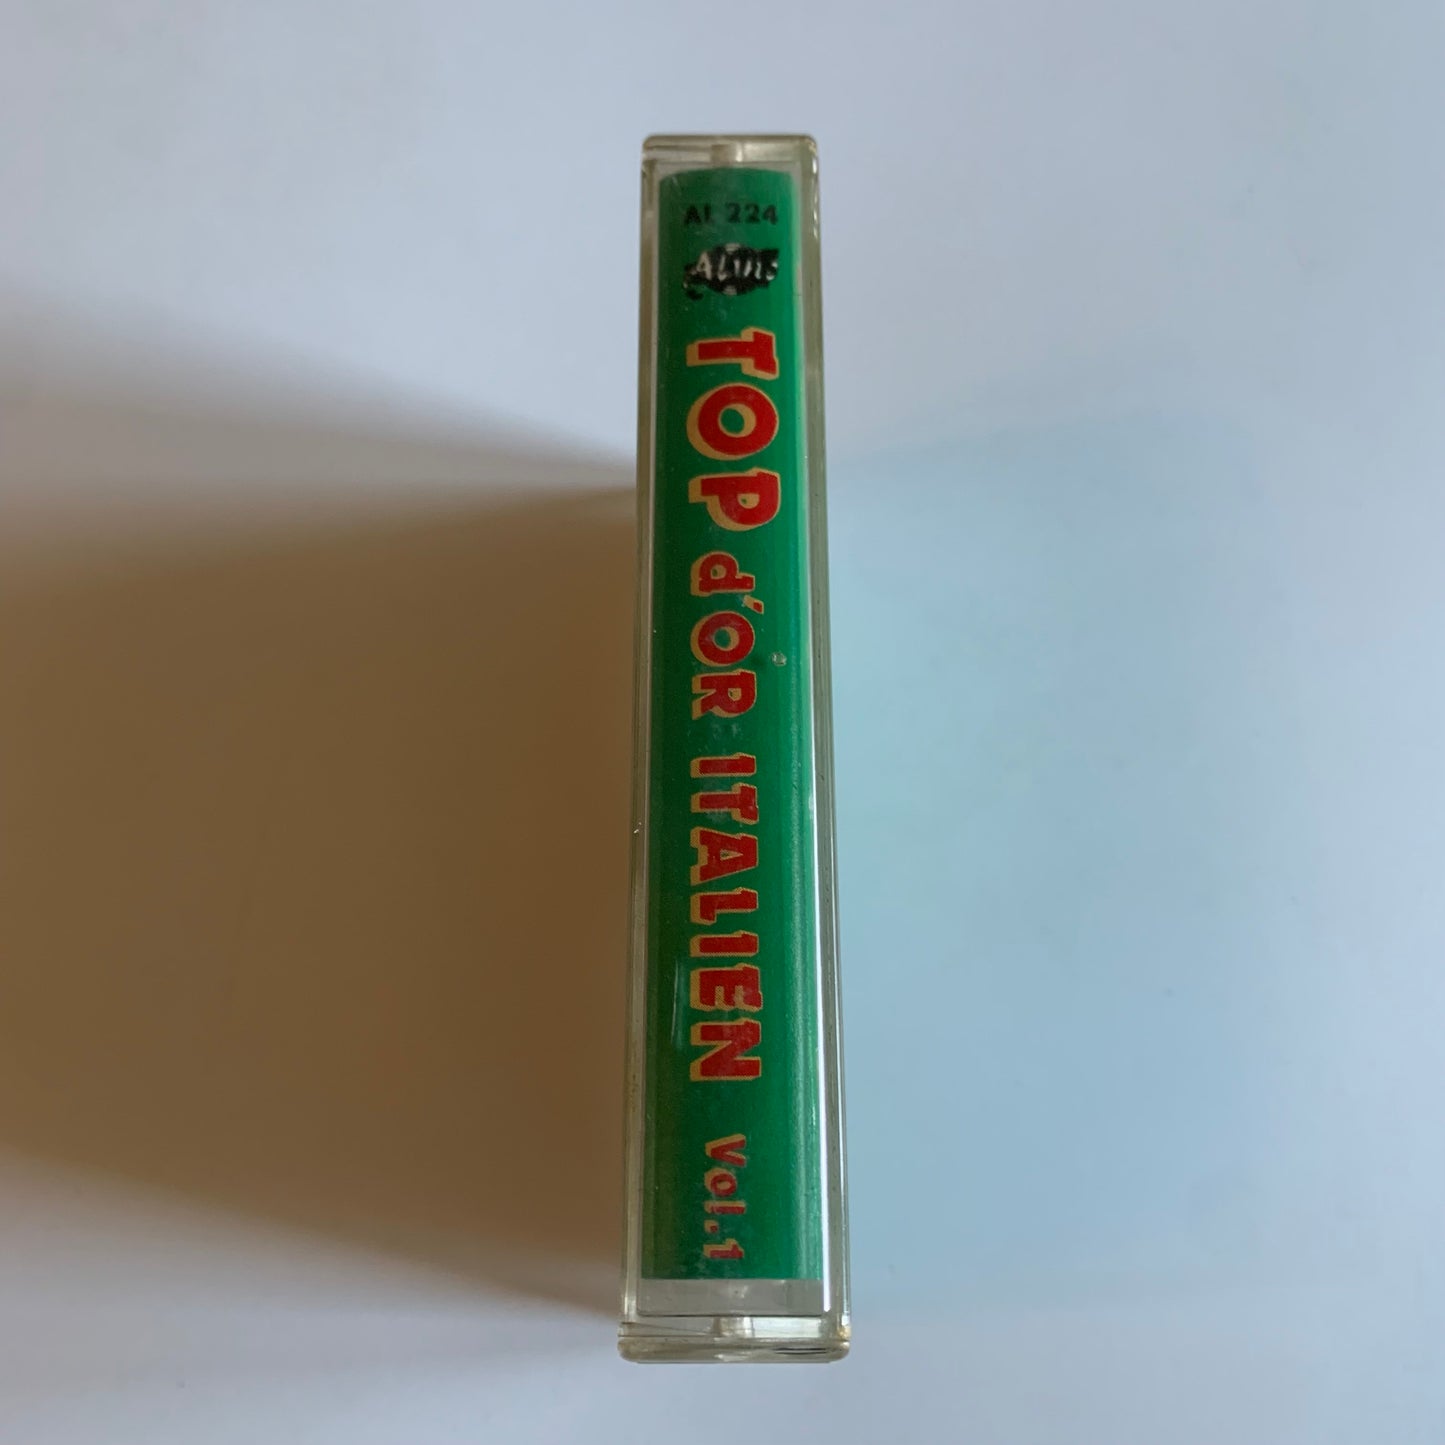 AL 224
TOP d'OR ITALIEN Vol.1